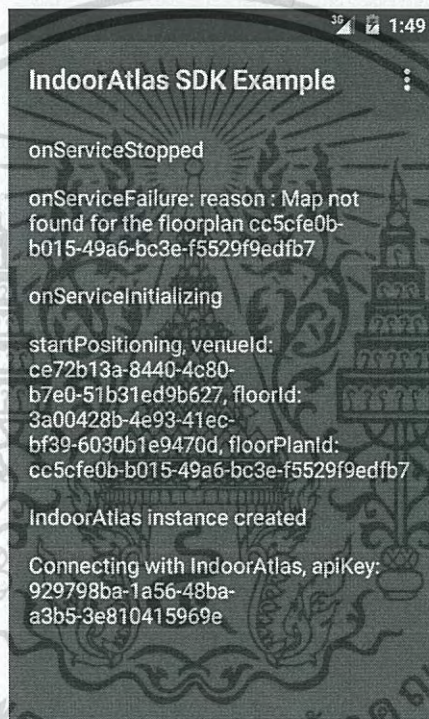 3G 1:49
IndoorAtlas SDK Example
onServiceStopped
onServiceFailure: reason : Map not
found for the floorplan cc5cfe0b-
b015-49a6-bc3e-f5529f9edfb7
onServiceInitializing
startPositioning, venueId:
ce72b13a-8440-4c80-
b7e0-51b31ed9b627, floorId:
3a00428b-4e93-41ec-
bf39-6030b1e9470d, floorPlanId:
cc5cfe0b-b015-49a6-bc3e-f5529f9edfb7
IndoorAtlas instance created
Connecting with IndoorAtlas, apiKey:
929798ba-1a56-48ba-
a3b5-3e810415969e